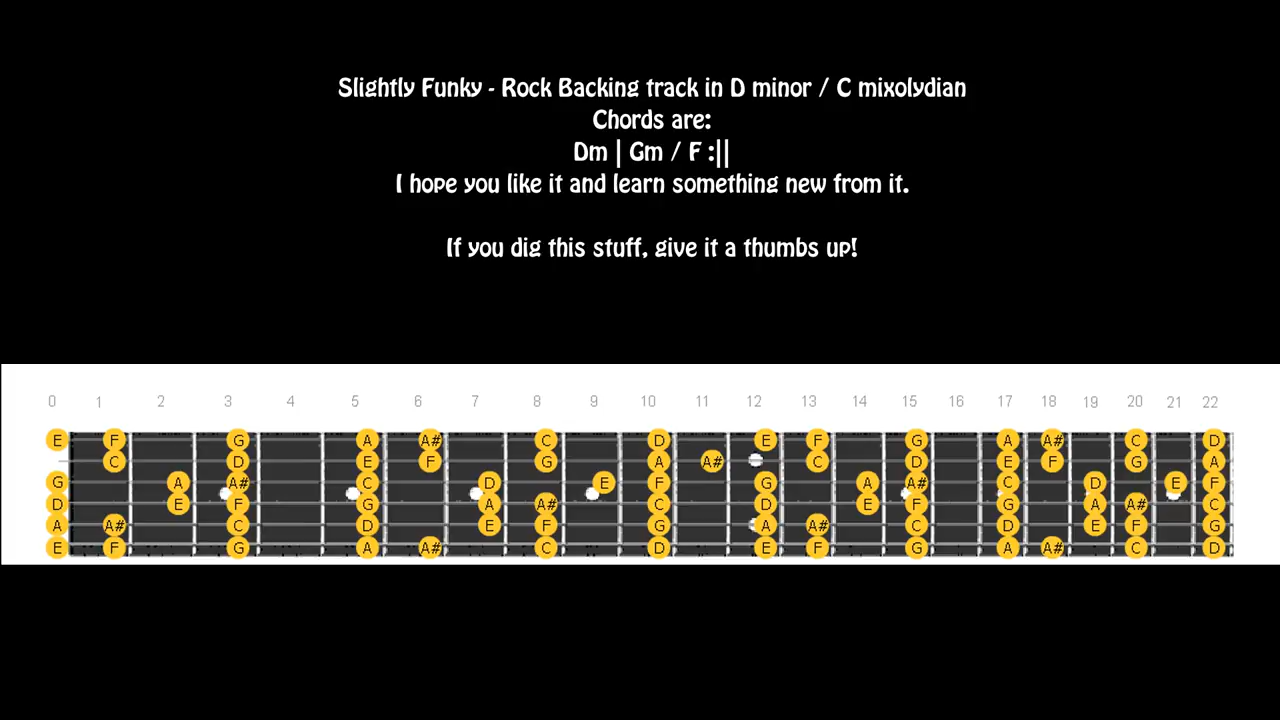 Slightly Funky - Rock Backing track in D minor / C mixolydian
Chords are:
Dm | Gm / F :||
I hope you like it and learn something new from it.
If you dig this stuff, give it a thumbs up!
0 1 2 3 4 5 6 7 8 9 10 11 12 13 14 15 16 17 18 19 20 21 22
E F G A A# C D E F G A A# C D
C D E F G A A# C D E F G A
G A A# C D E F G A A# C D E F
D E F G A A# C D E F G A A# C
A A# C D E F G A A# C D E F G
E F G A A# C D E F G A A# C D